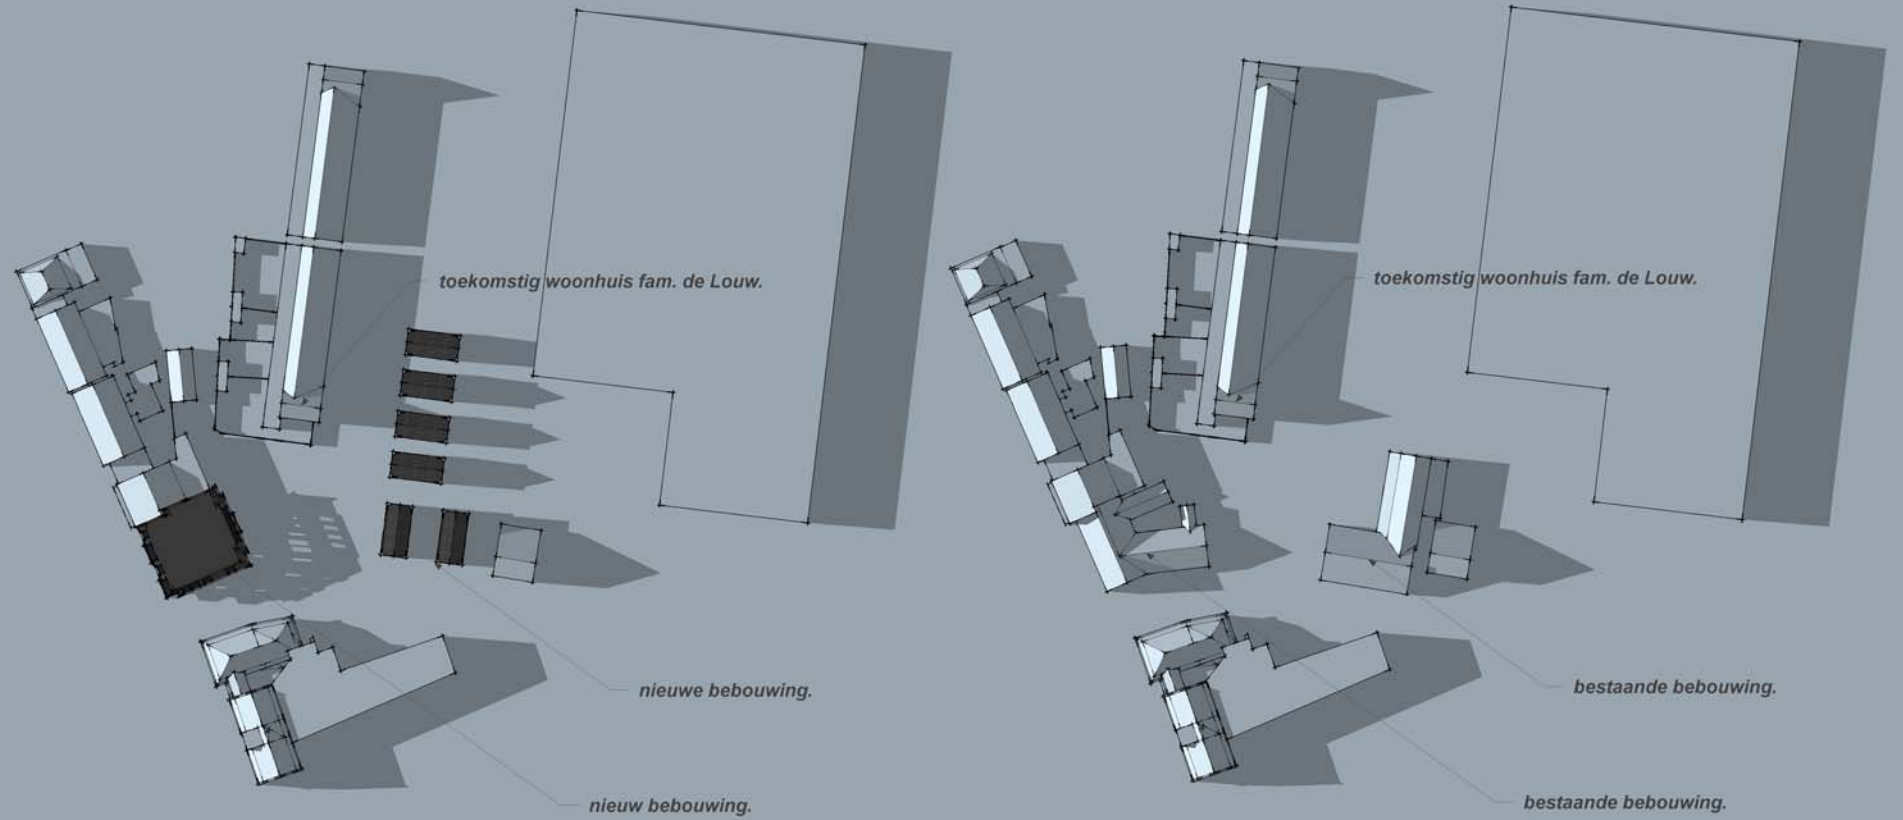 toekomstig woonhuis fam. de Louw.
toekomstig woonhuis fam. de Louw.
nieuwe bebouwing.
bestaande bebouwing.
nieuw bebouwing.
bestaande bebouwing.